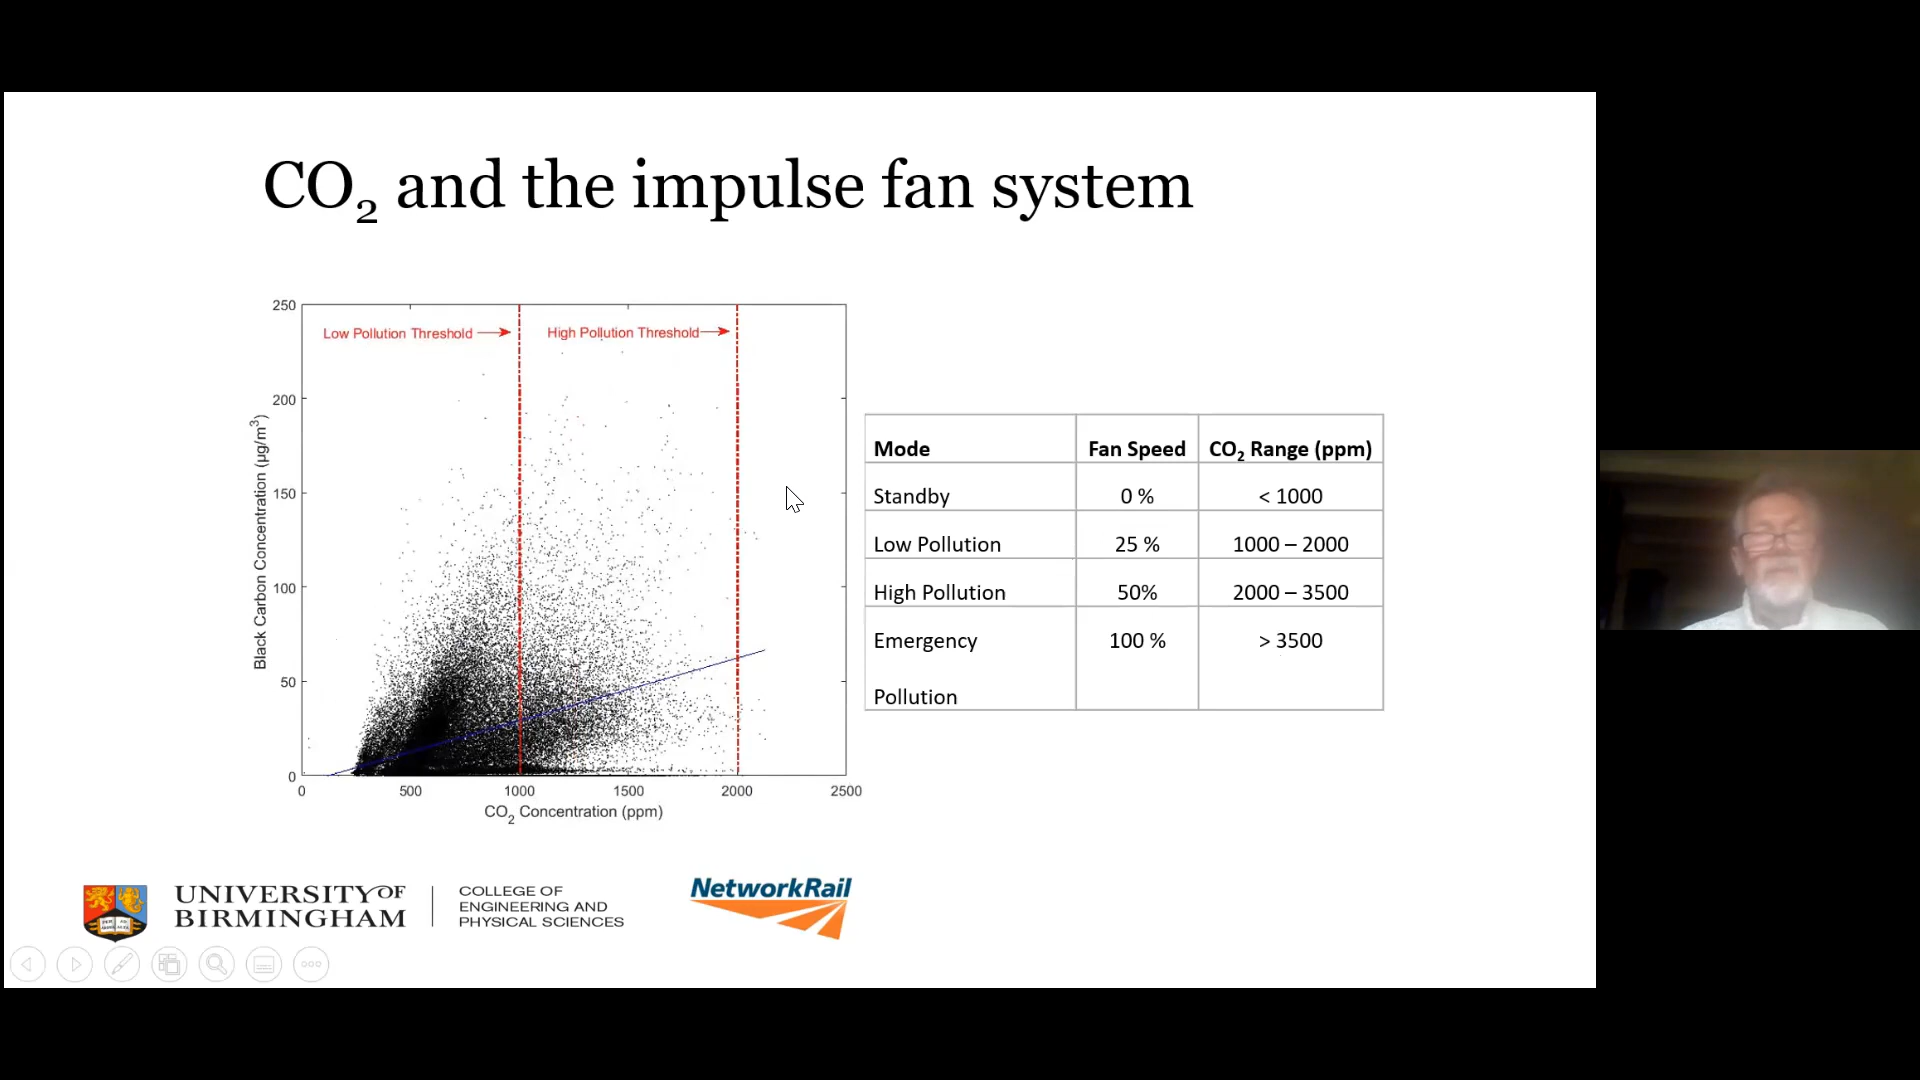 CO2 and the impulse fan system
250
Low Pollution Threshold
High Pollution Threshold
200
150
100
50
0
Black Carbon Concentration (μg/m3)
0 500 1000 1500 2000 2500
CO2 Concentration (ppm)
Mode Fan Speed CO2 Range (ppm)
Standby 0 % < 1000
Low Pollution 25 % 1000 – 2000
High Pollution 50% 2000 – 3500
Emergency 100 % > 3500
Pollution
UNIVERSITY OF
BIRMINGHAM
COLLEGE OF
ENGINEERING AND
PHYSICAL SCIENCES
NetworkRail